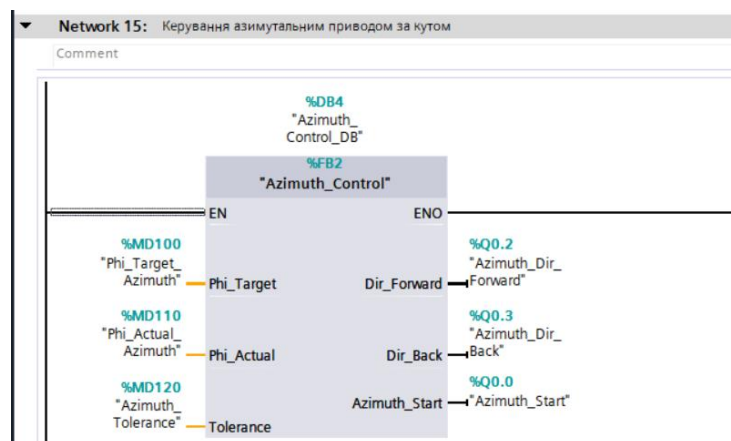 Network 15: Керування азимутальним приводом за кутом
Comment
%DB4
"Azimuth_
Control_DB"
%FB2
"Azimuth_Control"
EN
ENO
%MD100
"Phi_Target_
Azimuth"
Phi_Target
Dir_Forward
%Q0.2
"Azimuth_Dir_
Forward"
%MD110
"Phi_Actual_
Azimuth"
Phi_Actual
Dir_Back
%Q0.3
"Azimuth_Dir_
Back"
%MD120
"Azimuth_
Tolerance"
Tolerance
Azimuth_Start
%Q0.0
"Azimuth_Start"